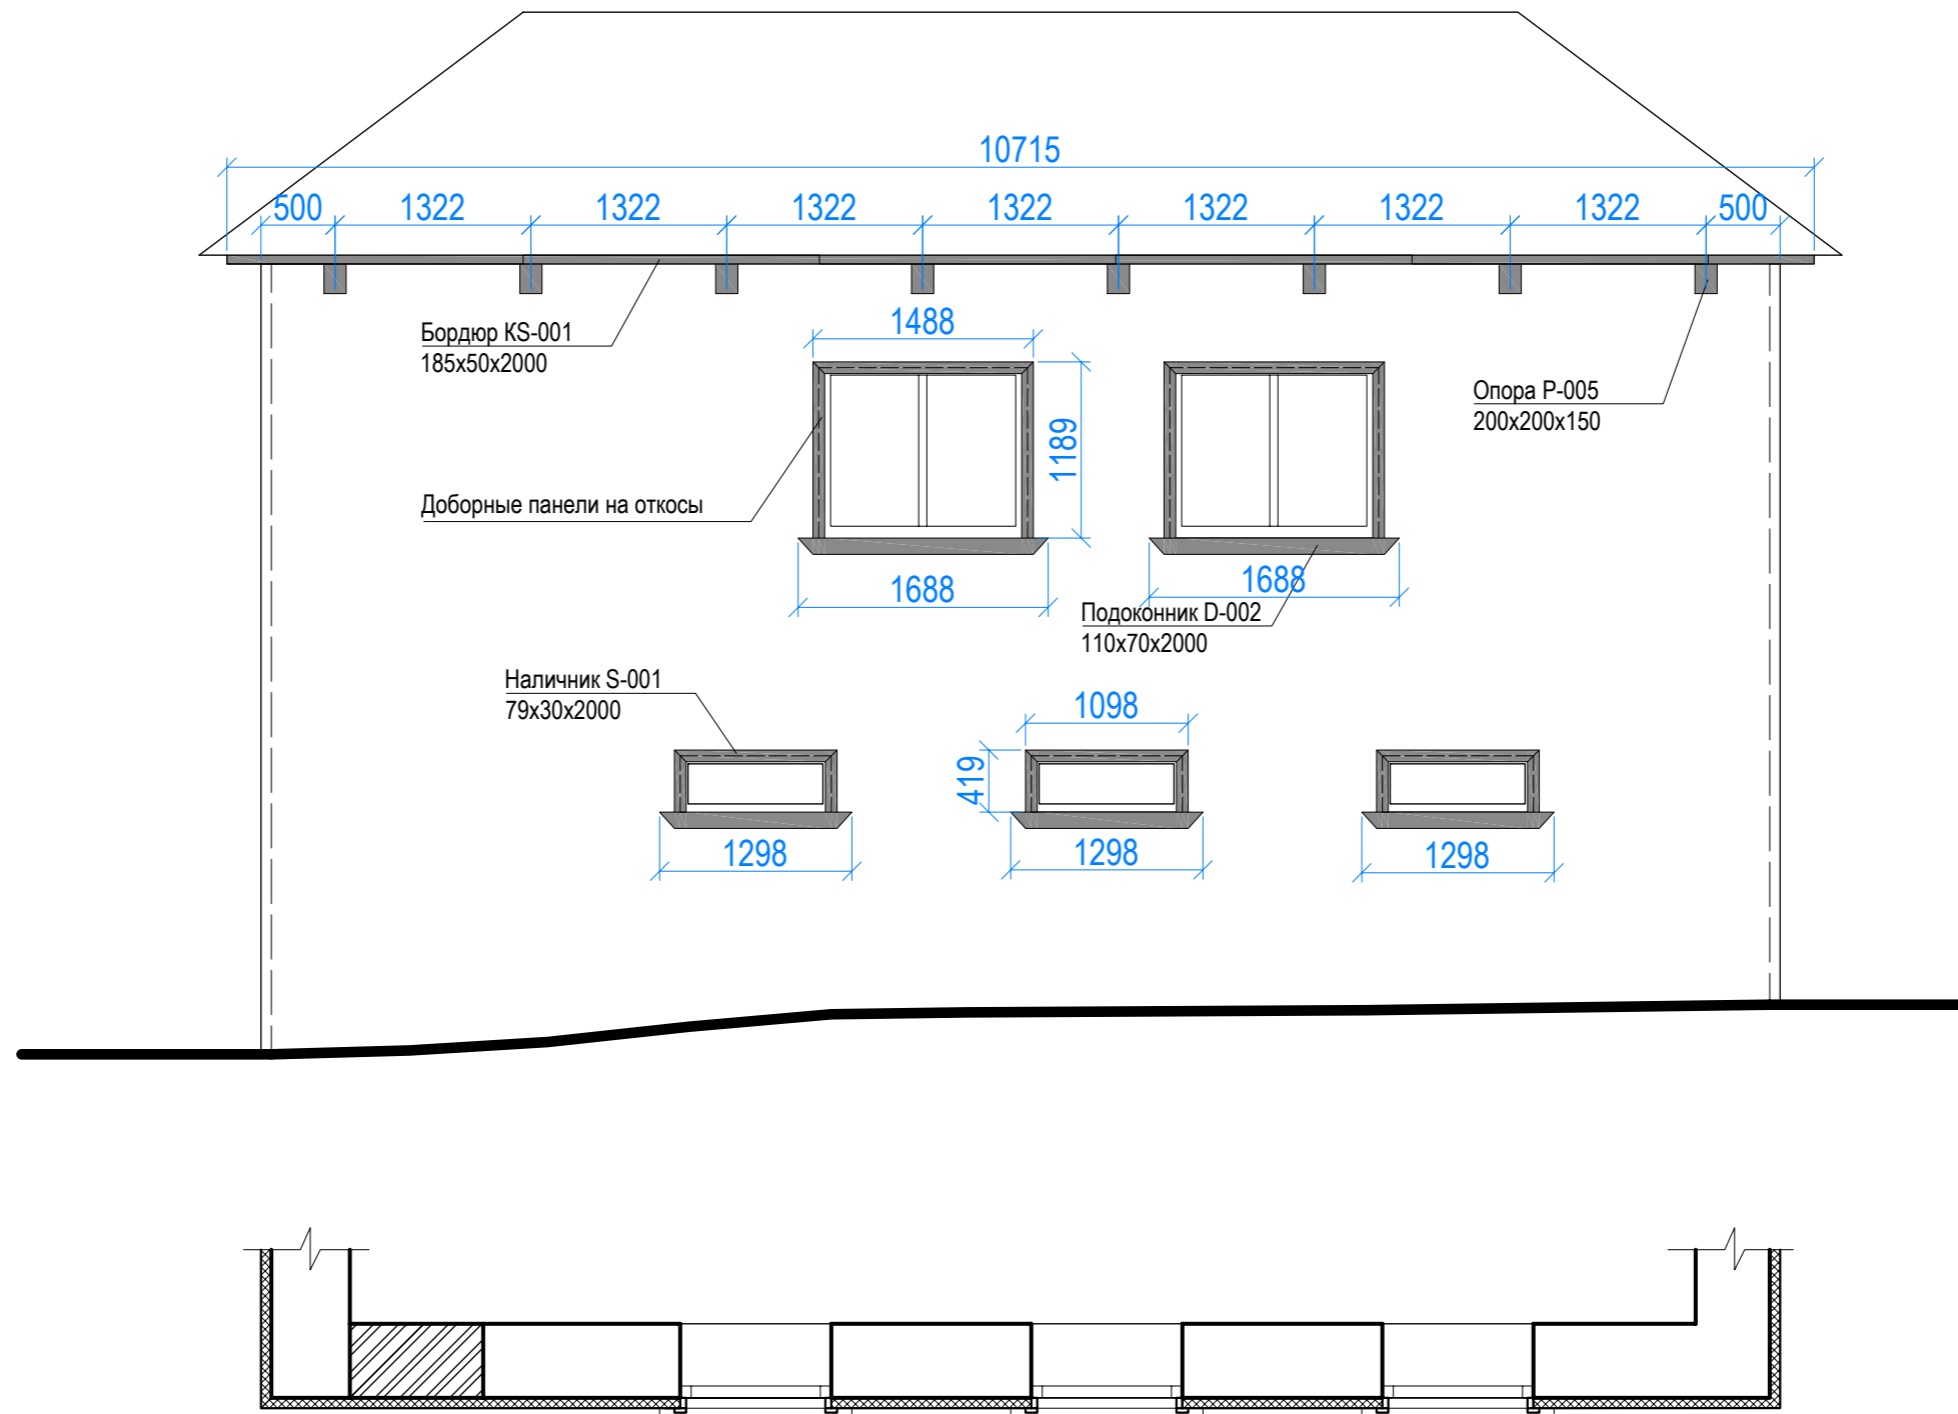 10715
500 1322 1322 1322 1322 1322 1322 1322 500
Бордюр KS-001
185x50x2000
1488
Опора P-005
200x200x150
1189
Доборные панели на откосы
1688
1688
Подоконник D-002
110x70x2000
Наличник S-001
79x30x2000
1098
419
1298
1298
1298